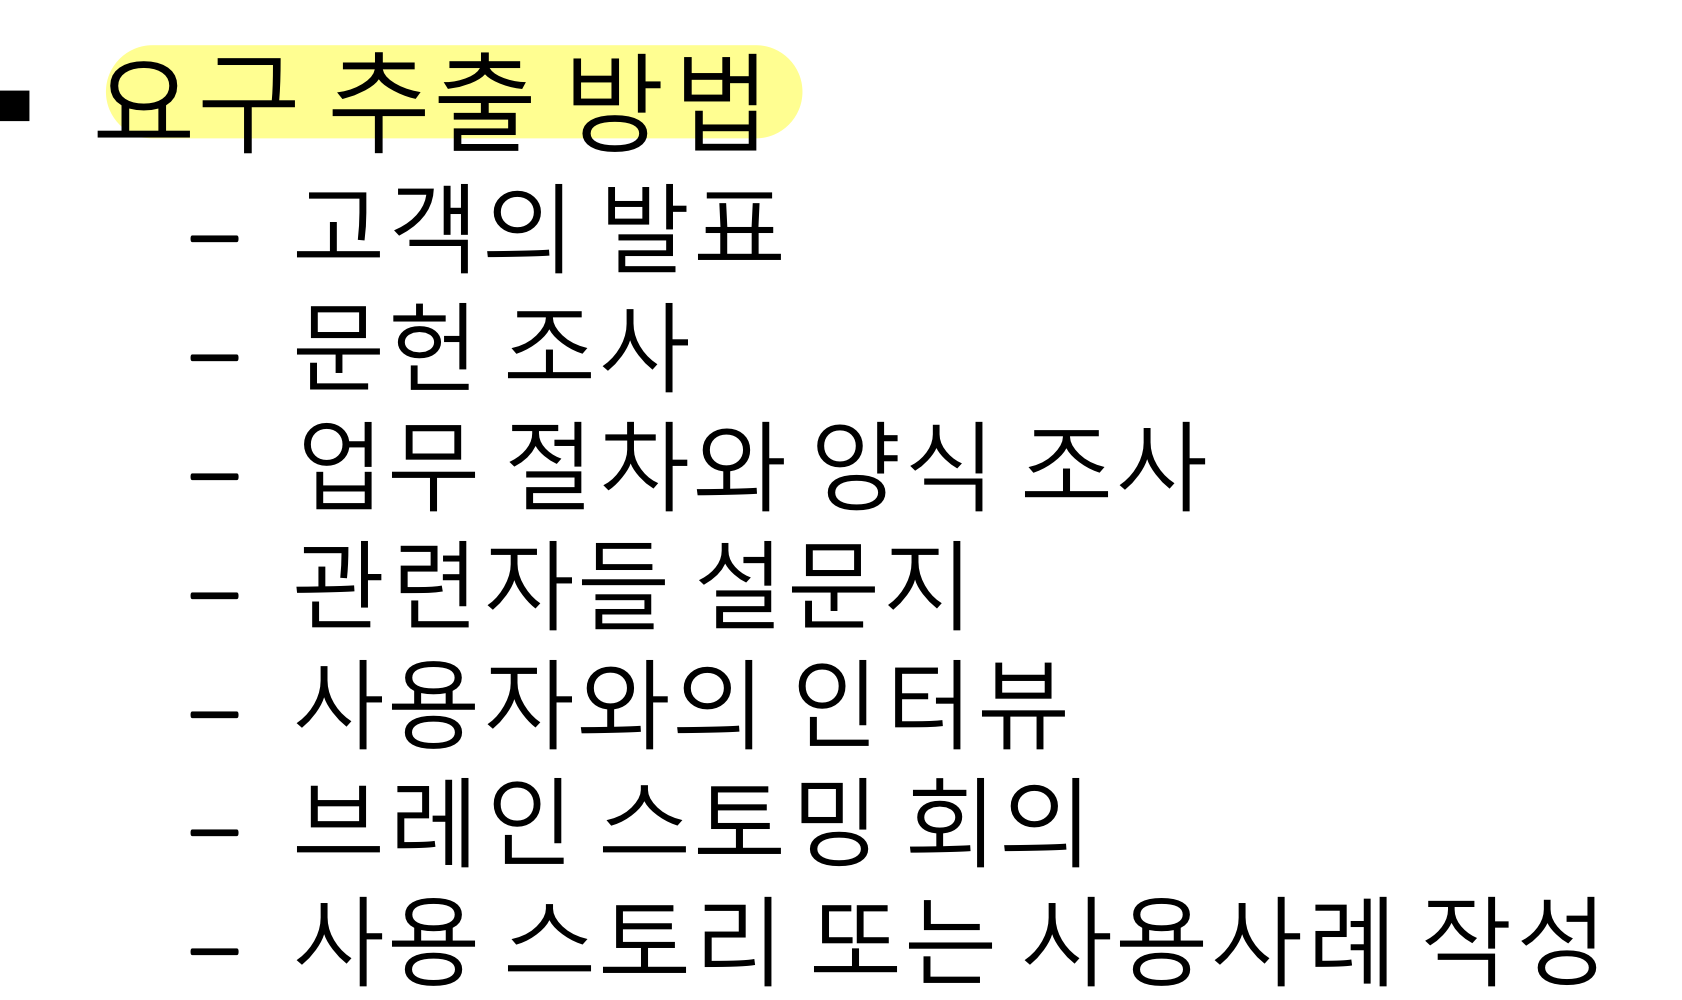 ▪ 요구 추출 방법
– 고객의 발표
– 문헌 조사
– 업무 절차와 양식 조사
– 관련자들 설문지
– 사용자와의 인터뷰
– 브레인 스토밍 회의
– 사용 스토리 또는 사용사례 작성